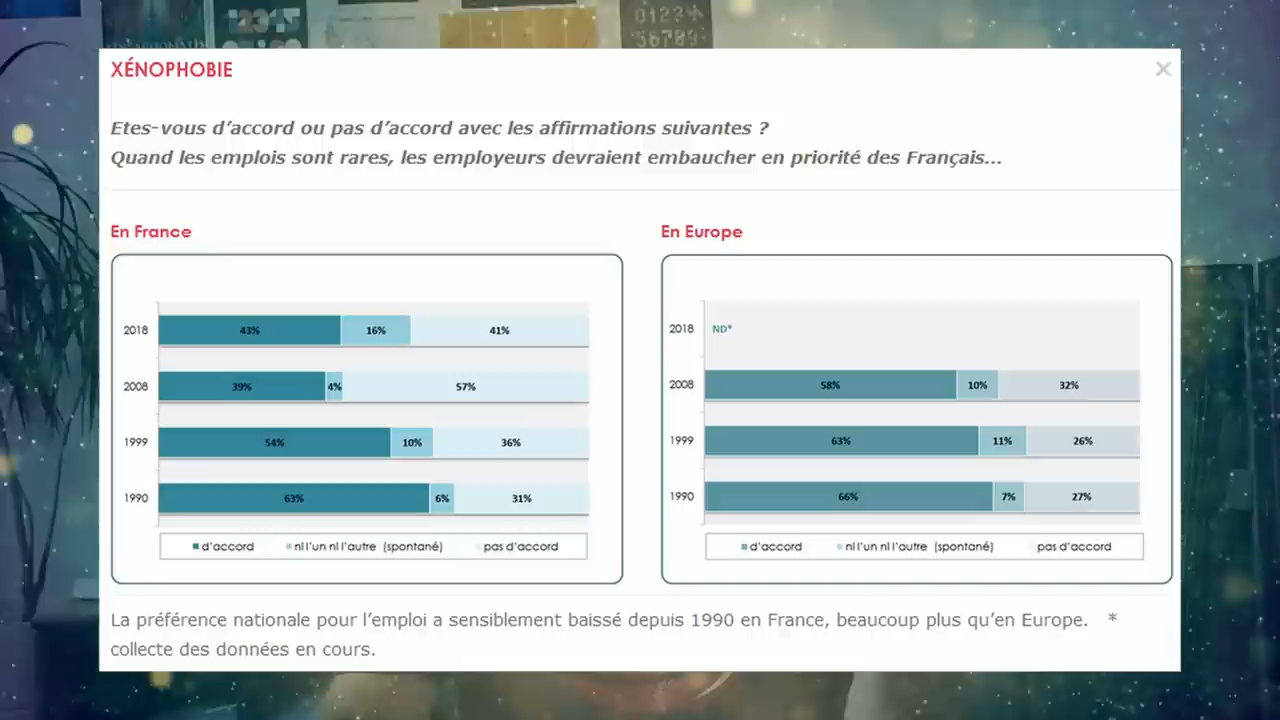 01234
56789
XÉNOPHOBIE
×
Etes-vous d'accord ou pas d'accord avec les affirmations suivantes ?
Quand les emplois sont rares, les employeurs devraient embaucher en priorité des Français...
En France
2018 43% 16% 41%
2008 39% 4% 57%
1999 54% 10% 36%
1990 63% 6% 31%
d'accord ni l'un ni l'autre (spontané) pas d'accord
En Europe
2018 ND*
2008 58% 10% 32%
1999 63% 11% 26%
1990 66% 7% 27%
d'accord ni l'un ni l'autre (spontané) pas d'accord
La préférence nationale pour l'emploi a sensiblement baissé depuis 1990 en France, beaucoup plus qu'en Europe. *
collecte des données en cours.